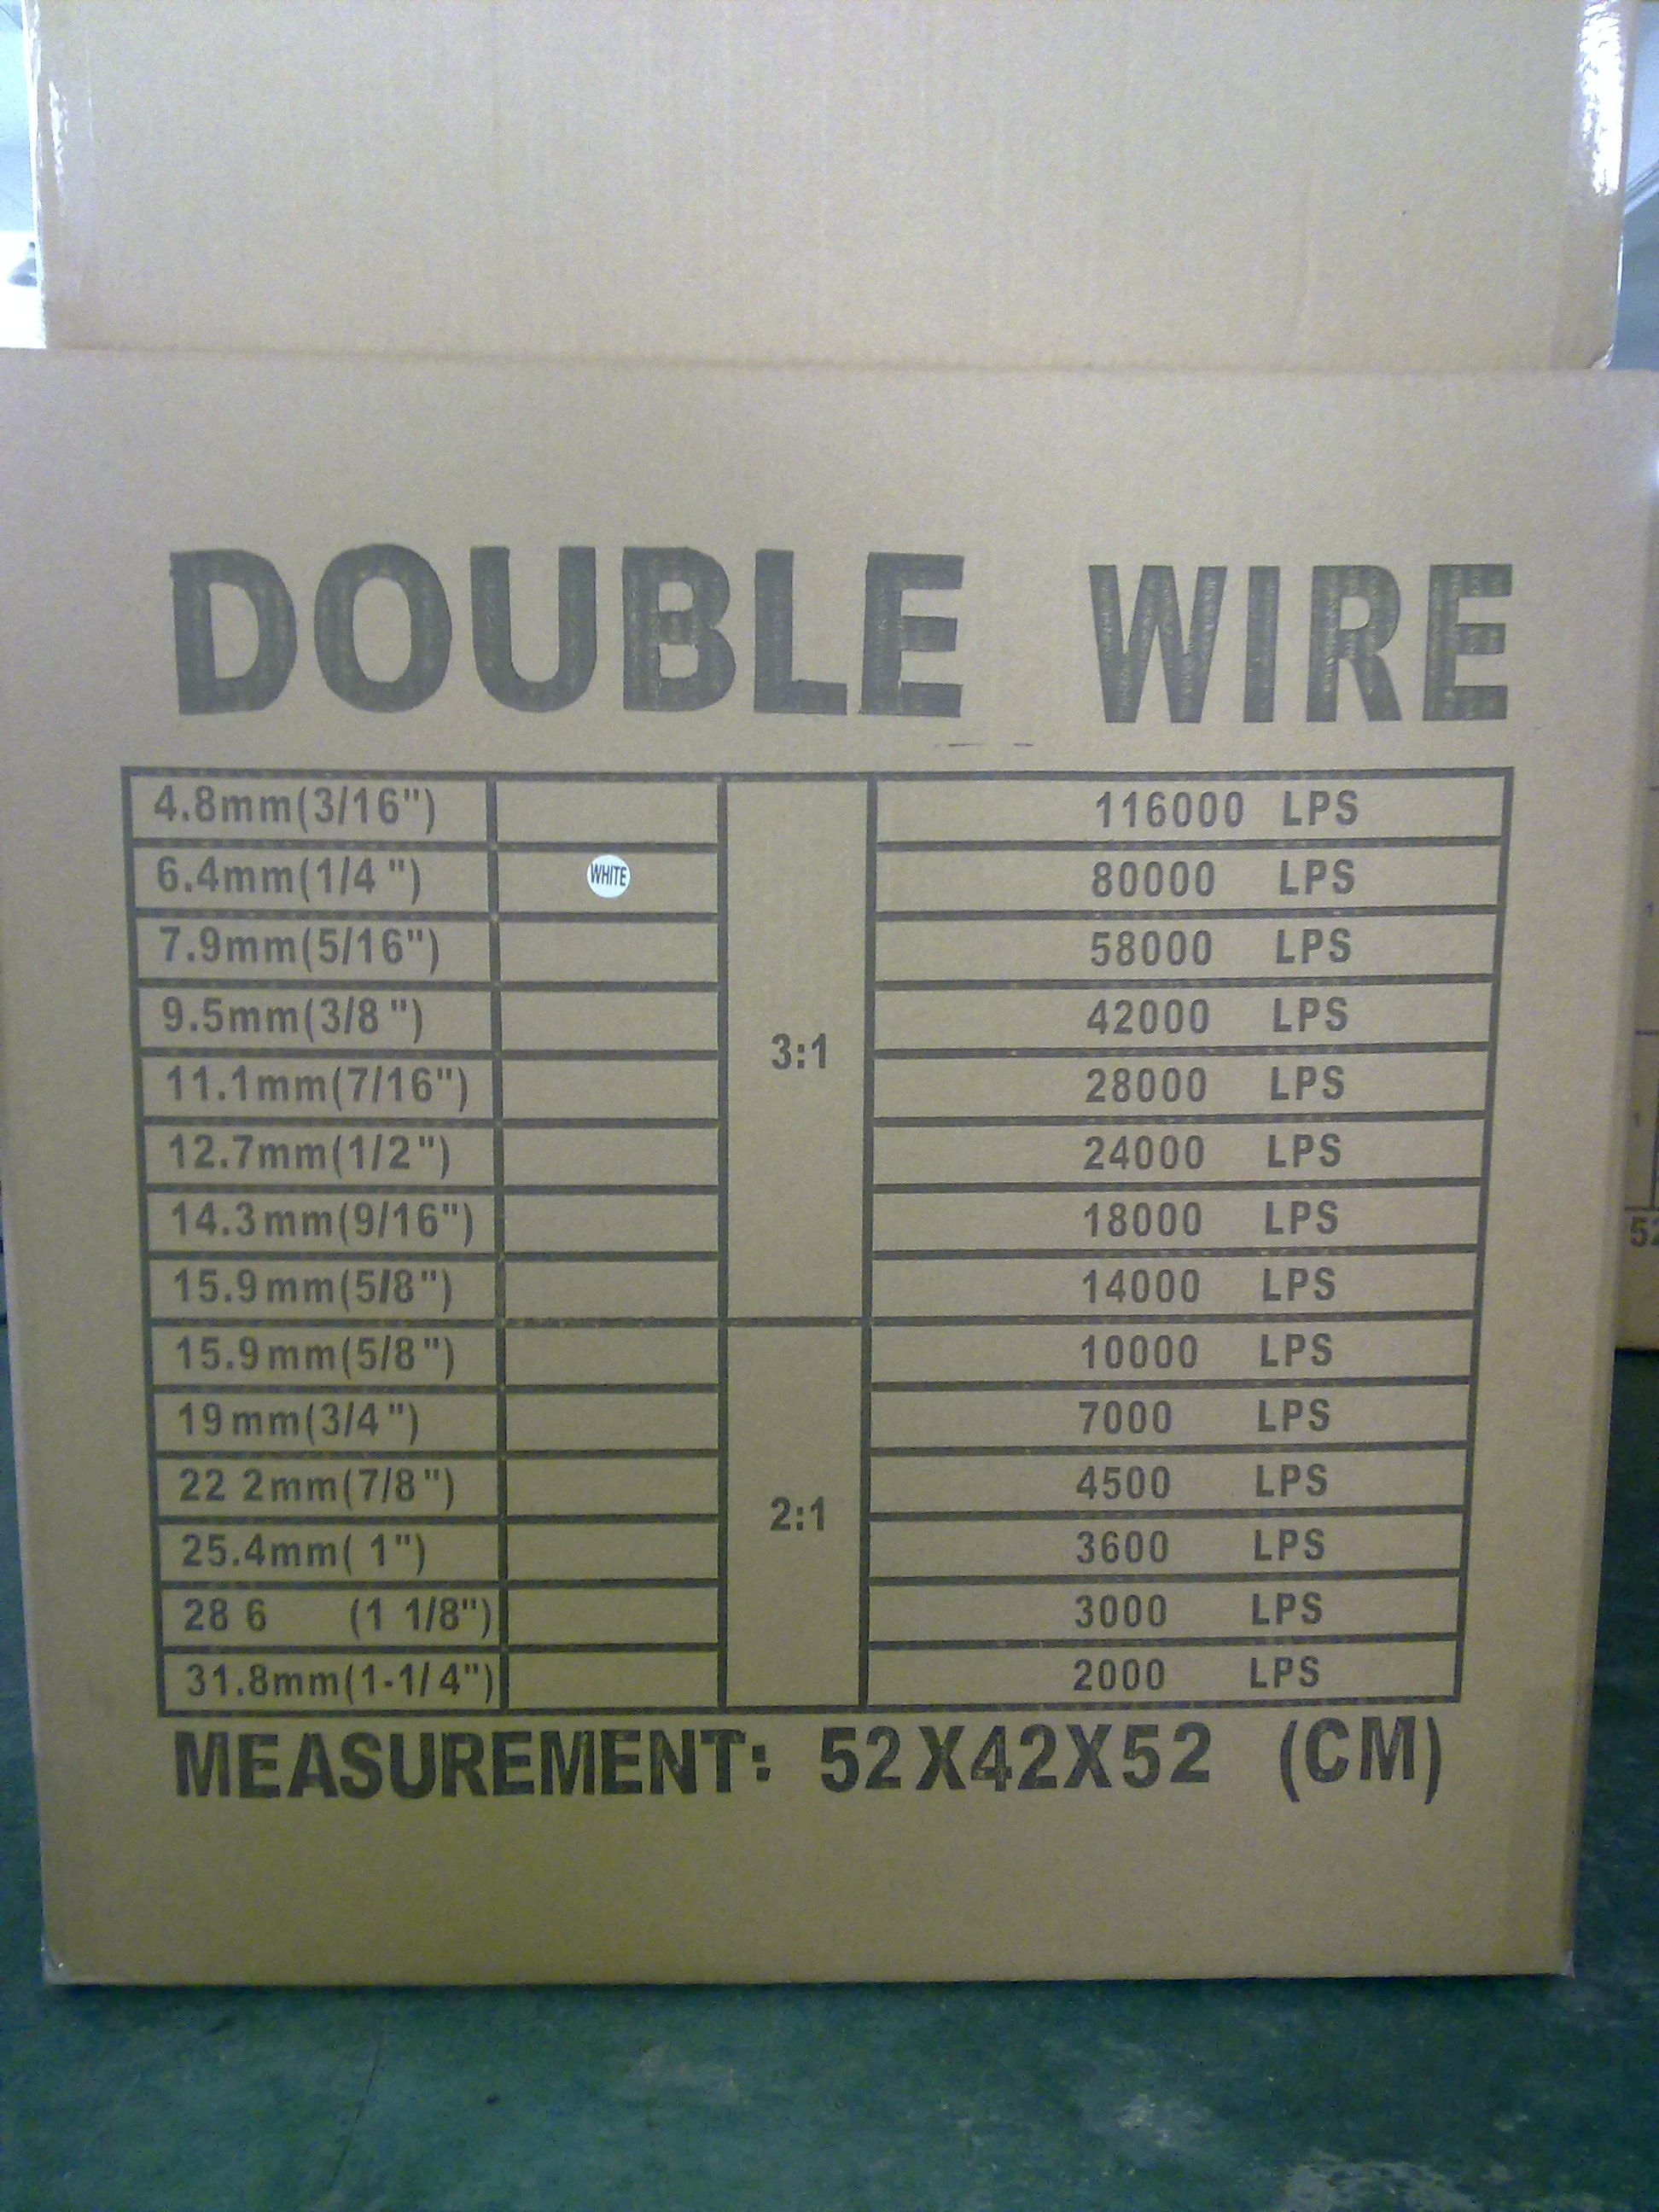 DOUBLE WIRE
4.8mm(3/16") 116000 LPS
6.4mm(1/4 ") WHITE 80000 LPS
7.9mm(5/16") 58000 LPS
9.5mm(3/8 ") 42000 LPS
3:1
11.1mm(7/16") 28000 LPS
12.7mm(1/2 ") 24000 LPS
14.3mm(9/16") 18000 LPS
15.9mm(5/8") 14000 LPS
15.9mm(5/8") 10000 LPS
19mm(3/4 ") 7000 LPS
22 2mm(7/8") 4500 LPS
2:1
25.4mm( 1") 3600 LPS
28 6 (1 1/8") 3000 LPS
31.8mm(1-1/4") 2000 LPS
MEASUREMENT: 52X42X52 (CM)